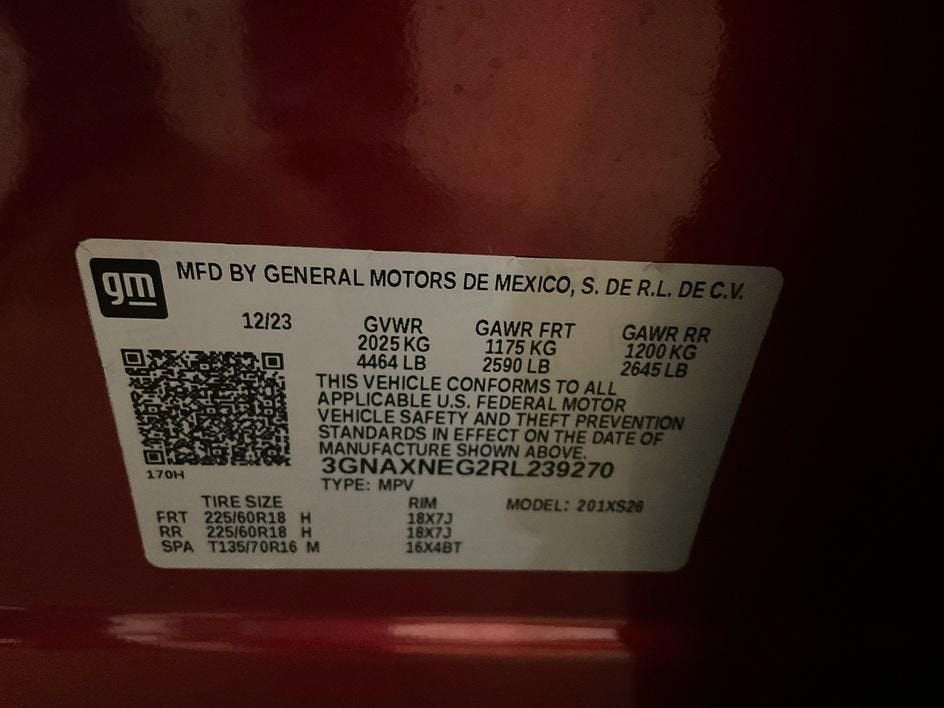 gm
MFD BY GENERAL MOTORS DE MEXICO, S. DE R.L. DE C.V.
12/23 GVWR GAWR FRT GAWR RR
2025 KG 1175 KG 1200 KG
4464 LB 2590 LB 2645 LB
THIS VEHICLE CONFORMS TO ALL
APPLICABLE U.S. FEDERAL MOTOR
VEHICLE SAFETY AND THEFT PREVENTION
STANDARDS IN EFFECT ON THE DATE OF
MANUFACTURE SHOWN ABOVE.
170H 3GNAXNEG2RL239270
TYPE: MPV
TIRE SIZE RIM MODEL: 201XS26
FRT 225/60R18 H 18X7J
RR 225/60R18 H 18X7J
SPA T135/70R16 M 16X4BT